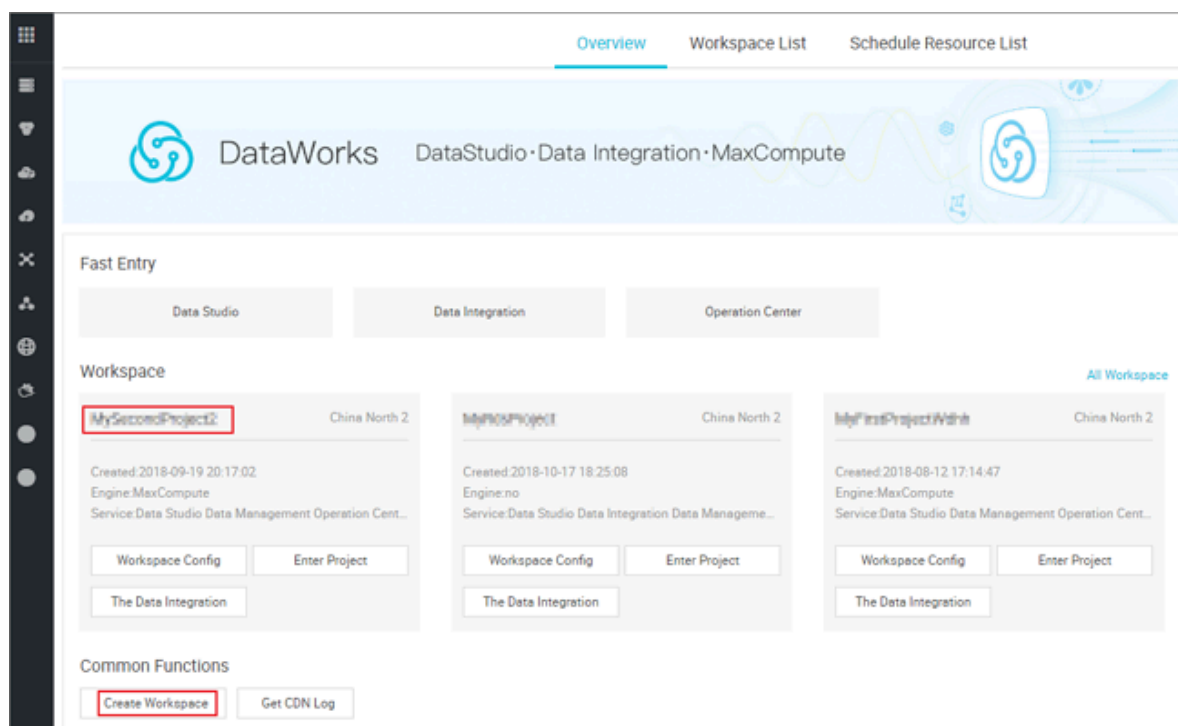 Overview Workspace List Schedule Resource List
DataWorks DataStudio·Data Integration·MaxCompute
Fast Entry
Data Studio Data Integration Operation Center
Workspace All Workspace
MySecondProject2 China North 2 China North 2 China North 2
Created:2018-09-19 20:17:02 Created:2018-10-17 18:25:08 Created:2018-08-12 17:14:47
Engine:MaxCompute Engine:no Engine:MaxCompute
Service:Data Studio Data Management Operation Cent... Service:Data Studio Data Integration Data Manageme... Service:Data Studio Data Management Operation Cent...
Workspace Config Enter Project Workspace Config Enter Project Workspace Config Enter Project
The Data Integration The Data Integration The Data Integration
Common Functions
Create Workspace Get CDN Log